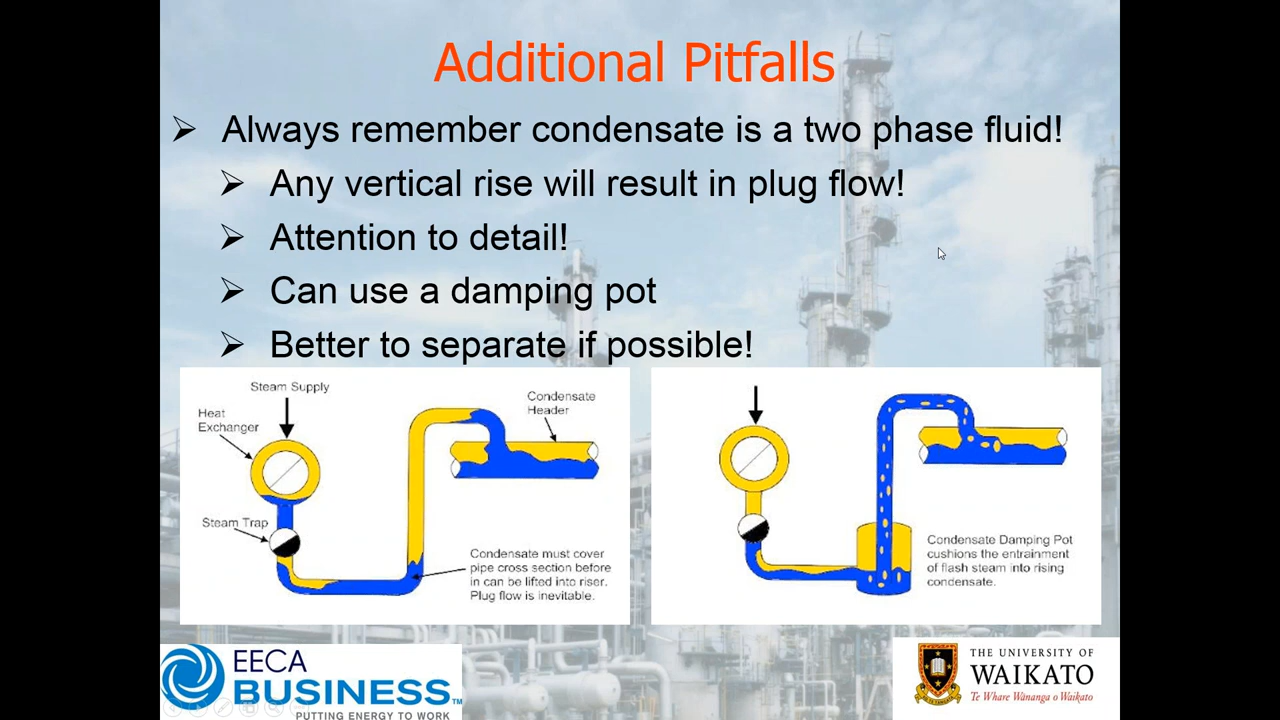 Additional Pitfalls
Always remember condensate is a two phase fluid!
Any vertical rise will result in plug flow!
Attention to detail!
Can use a damping pot
Better to separate if possible!
Steam Supply
Heat
Exchanger
Condensate
Header
Steam Trap
Condensate must cover
pipe cross section before
in can be lifted into riser.
Plug flow is inevitable.
Condensate Damping Pot
cushions the entrainment
of flash steam into rising
condensate.
EECA
BUSINESS™
PUTTING ENERGY TO WORK
THE UNIVERSITY OF
WAIKATO
Te Whare Wānanga o Waikato